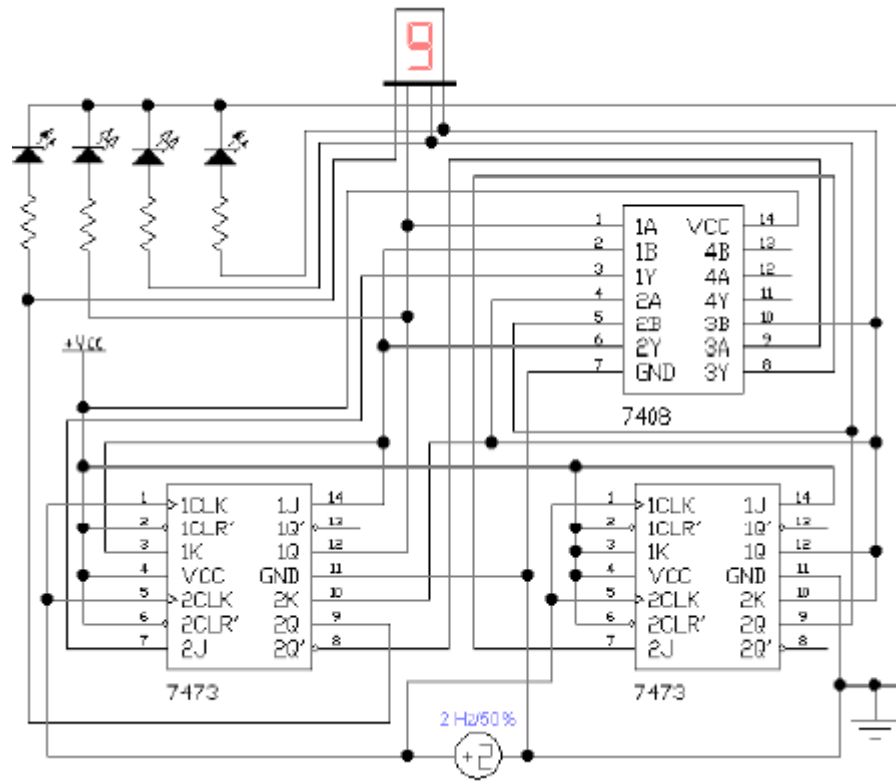 9
1 1A VCC 14
2 1B 4B 13
3 1Y 4A 12
4 2A 4Y 11
5 2B 3B 10
6 2Y 3A 9
7 GND 3Y 8
7408
+Vcc
1 1CLK 1J 14
2 1CLR' 1Q' 13
3 1K 1Q 12
4 VCC GND 11
5 2CLK 2K 10
6 2CLR' 2Q 9
7 2J 2Q' 8
7473
1 1CLK 1J 14
2 1CLR' 1Q' 13
3 1K 1Q 12
4 VCC GND 11
5 2CLK 2K 10
6 2CLR' 2Q 9
7 2J 2Q' 8
7473
2 Hz/50%
+2